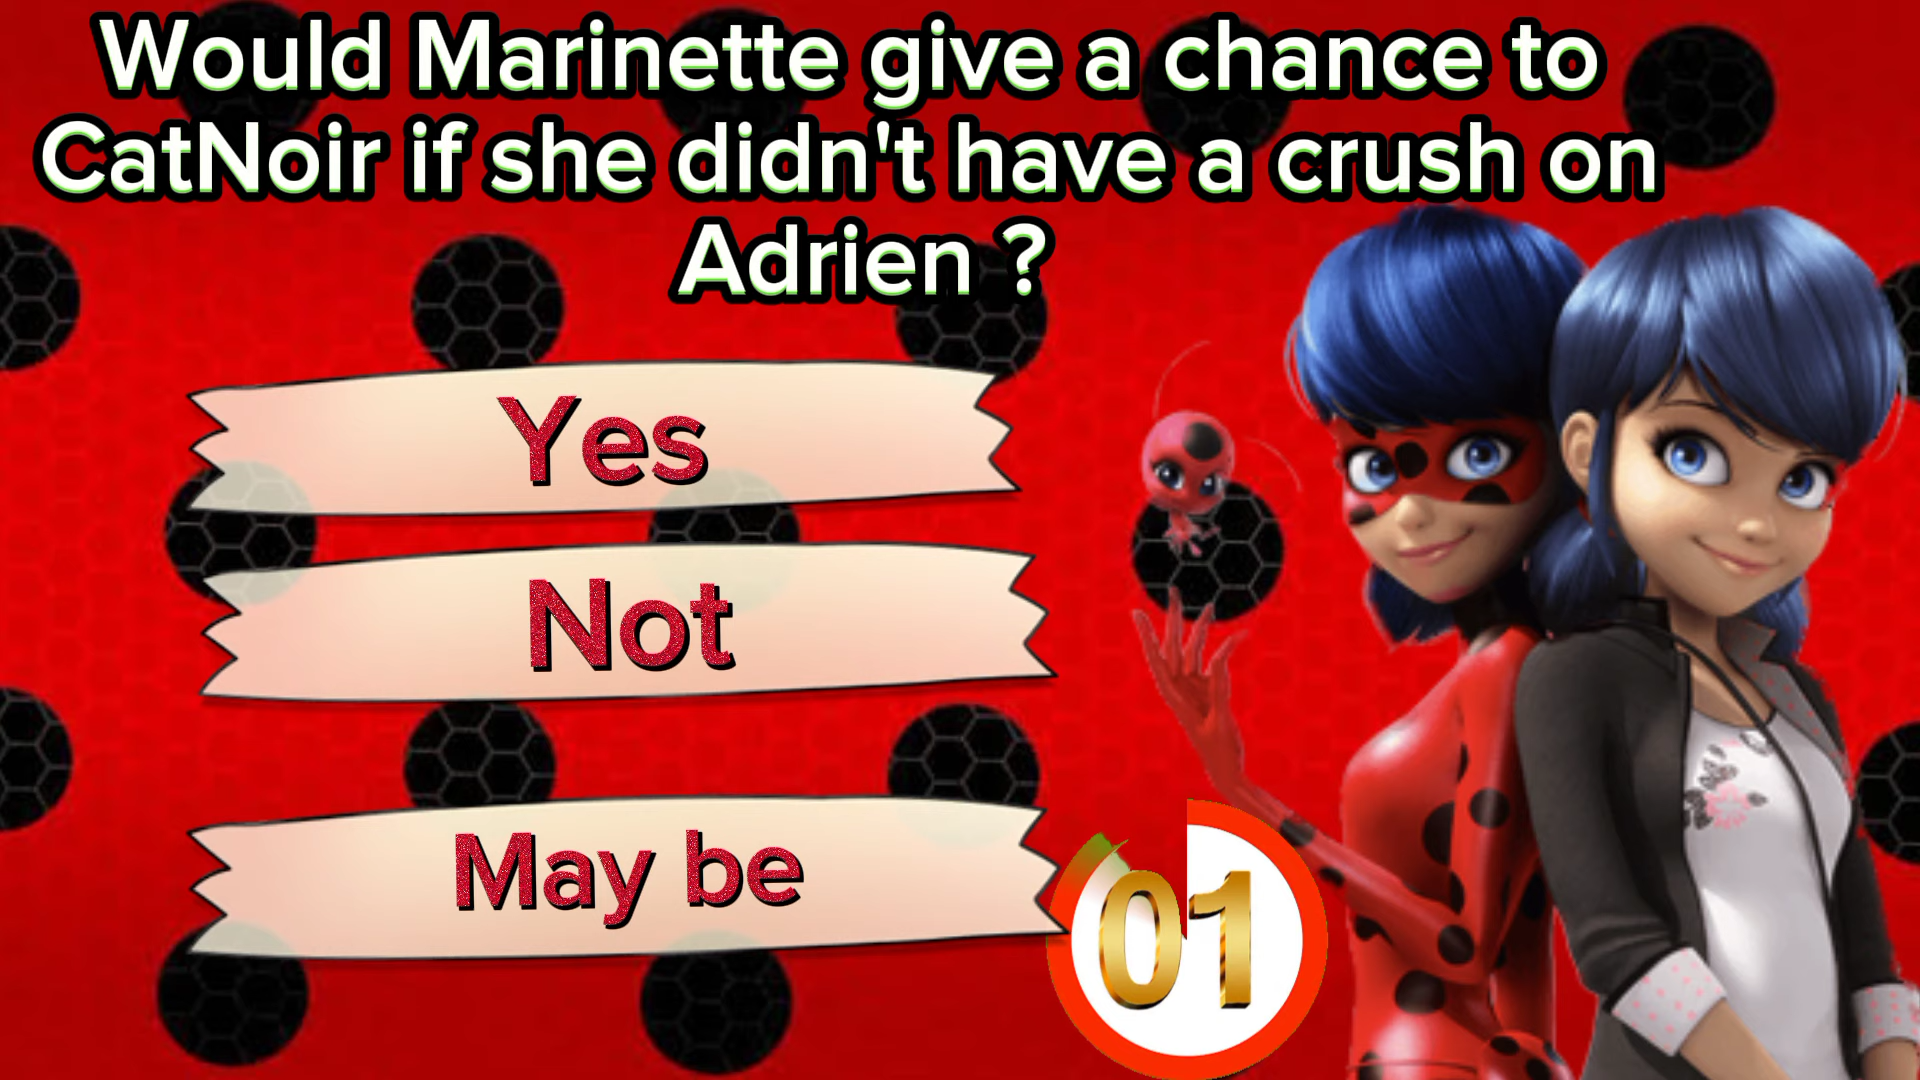 Would Marinette give a chance to
CatNoir if she didn't have a crush on
Adrien ?
Yes
Not
May be
01